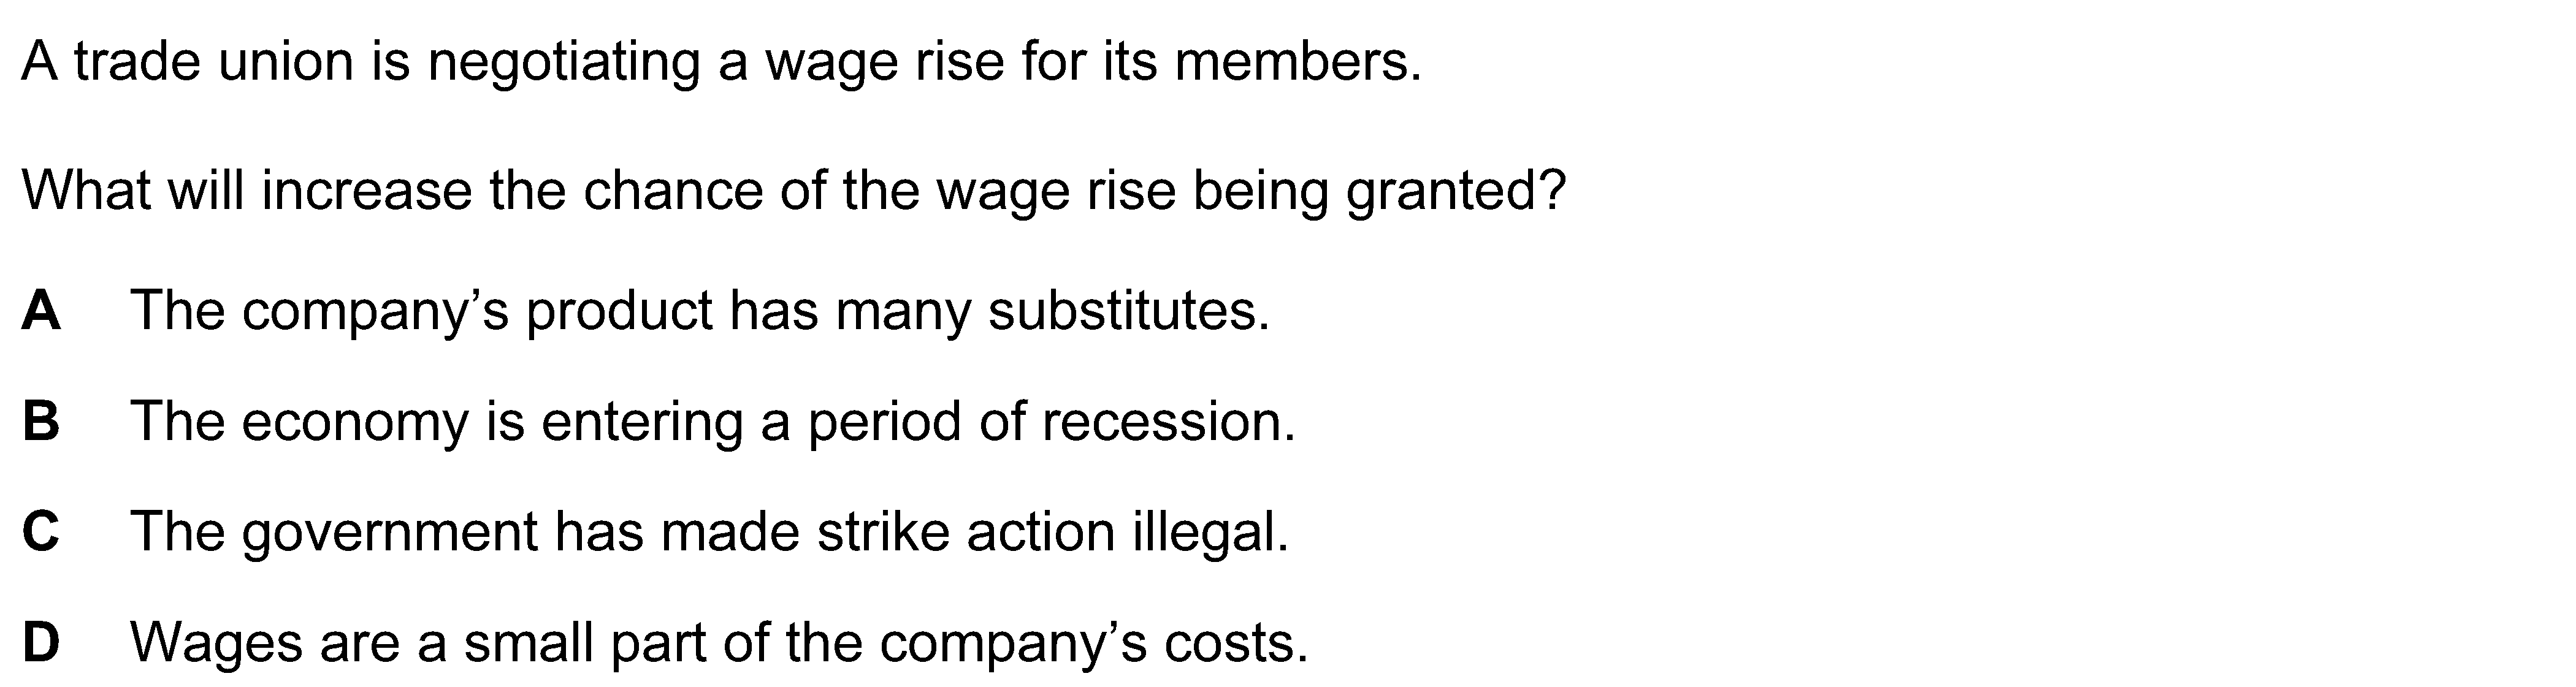 A trade union is negotiating a wage rise for its members.
What will increase the chance of the wage rise being granted?
A The company’s product has many substitutes.
B The economy is entering a period of recession.
C The government has made strike action illegal.
D Wages are a small part of the company’s costs.